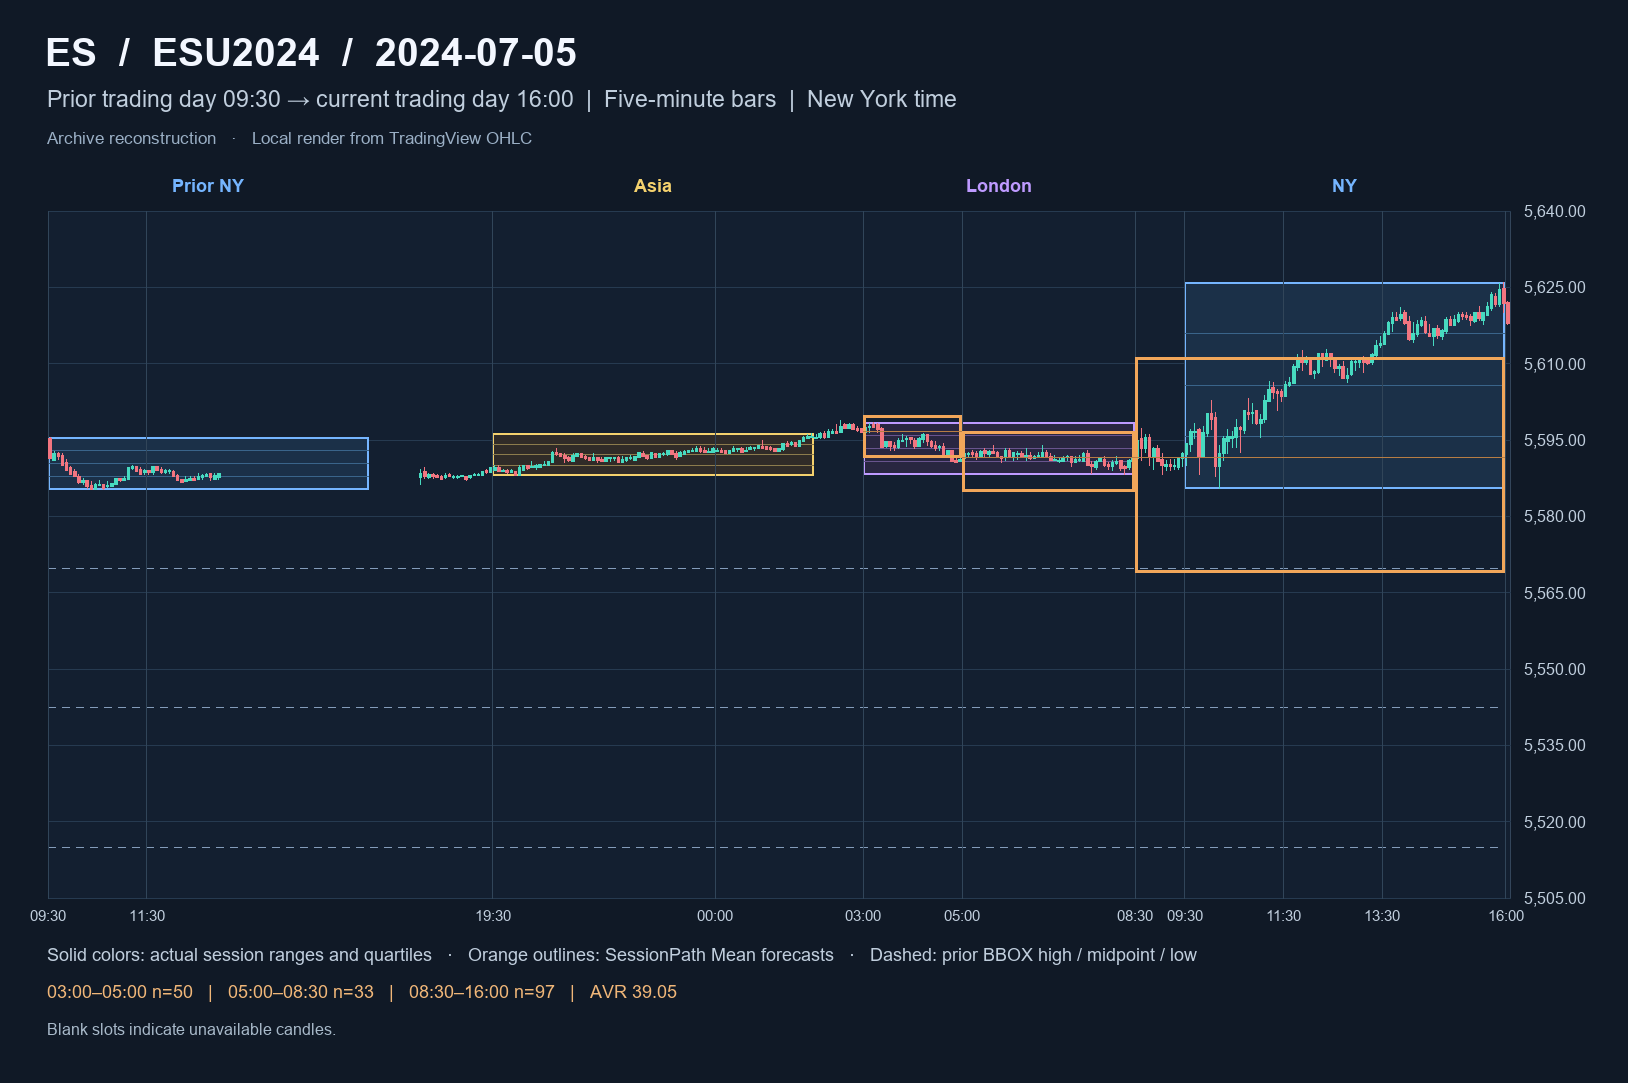 ES / ESU2024 / 2024-07-05
Prior trading day 09:30 → current trading day 16:00 | Five-minute bars | New York time
Archive reconstruction · Local render from TradingView OHLC
Prior NY Asia London NY
5,640.00
5,625.00
5,610.00
5,595.00
5,580.00
5,565.00
5,550.00
5,535.00
5,520.00
5,505.00
09:30 11:30 19:30 00:00 03:00 05:00 08:30 09:30 11:30 13:30 16:00
Solid colors: actual session ranges and quartiles · Orange outlines: SessionPath Mean forecasts · Dashed: prior BBOX high / midpoint / low
03:00–05:00 n=50 | 05:00–08:30 n=33 | 08:30–16:00 n=97 | AVR 39.05
Blank slots indicate unavailable candles.